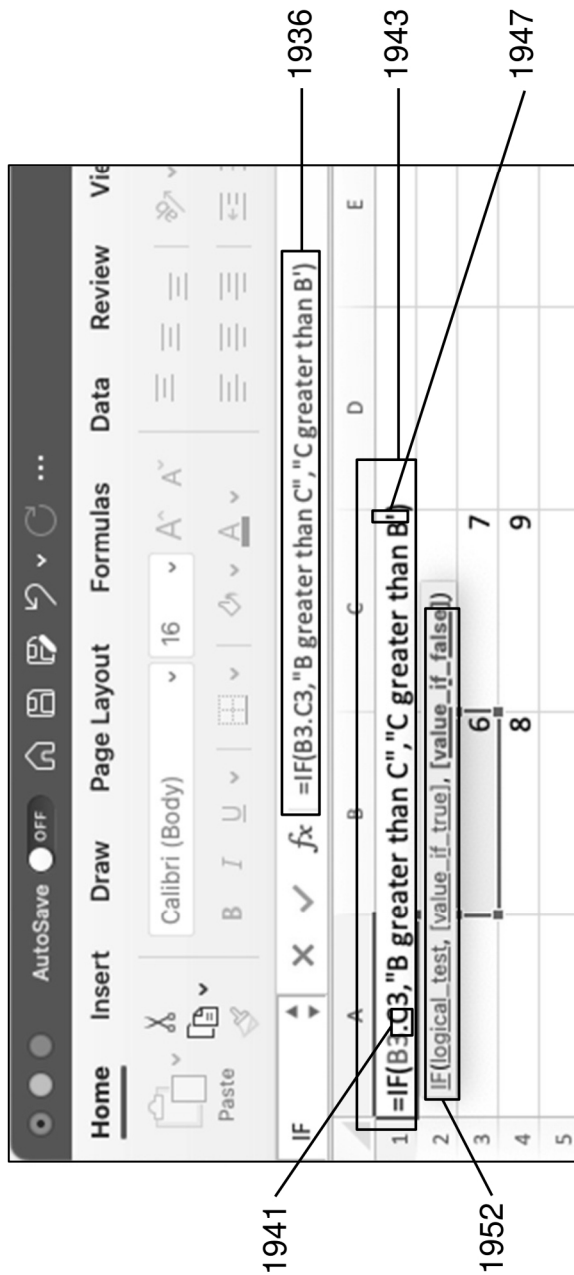 AutoSave OFF ...
Home Insert Draw Page Layout Formulas Data Review Vie
Paste
Calibri (Body) 16 A^ Aˇ
B I U A
IF fx =IF(B3.C3,"B greater than C","C greater than B')
A B C D E
1 =IF(B3.C3,"B greater than C","C greater than B')
2 IF(logical_test, [value_if_true], [value_if_false])
3 6 7
4 8 9
5
1936
1943
1947
1941
1952